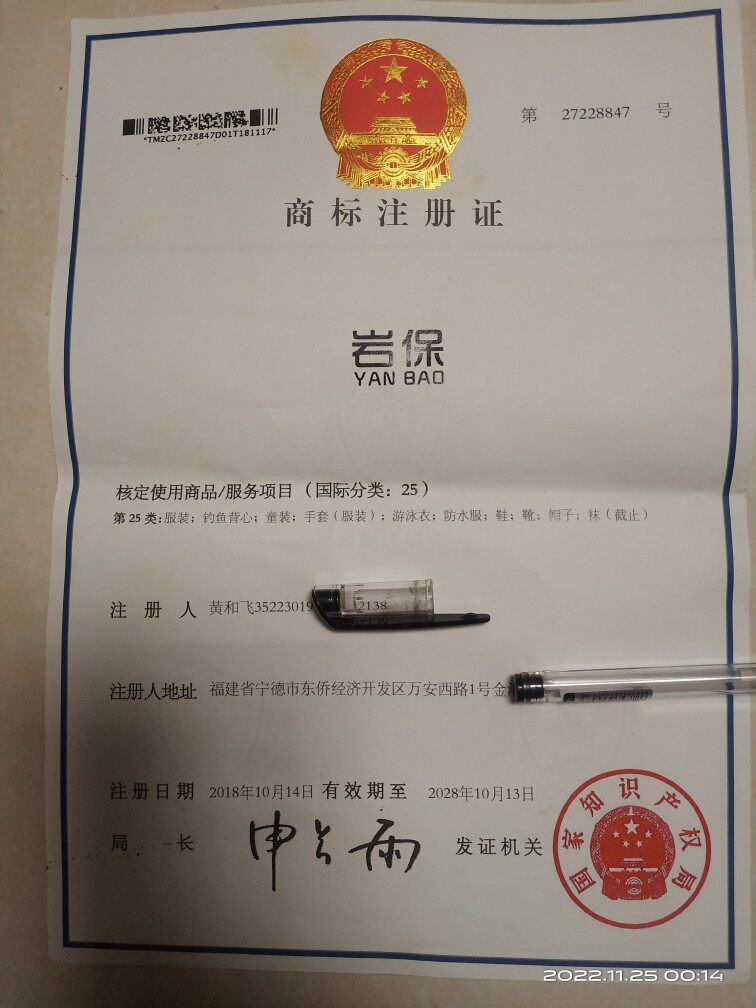 第 27228847 号
*TMZC27228847D01T181117*
商标注册证
岩保
YAN BAO
核定使用商品/服务项目（国际分类：25）
第25类：服装；钓鱼背心；童装；手套（服装）；游泳衣；防水服；鞋；靴；帽子；袜（截止）
注册人 黄和飞35223019 2138
注册人地址 福建省宁德市东侨经济开发区万安西路1号金
注册日期 2018年10月14日 有效期至 2028年10月13日
局长 申长雨 发证机关
国家知识产权局
2022.11.25 00:14